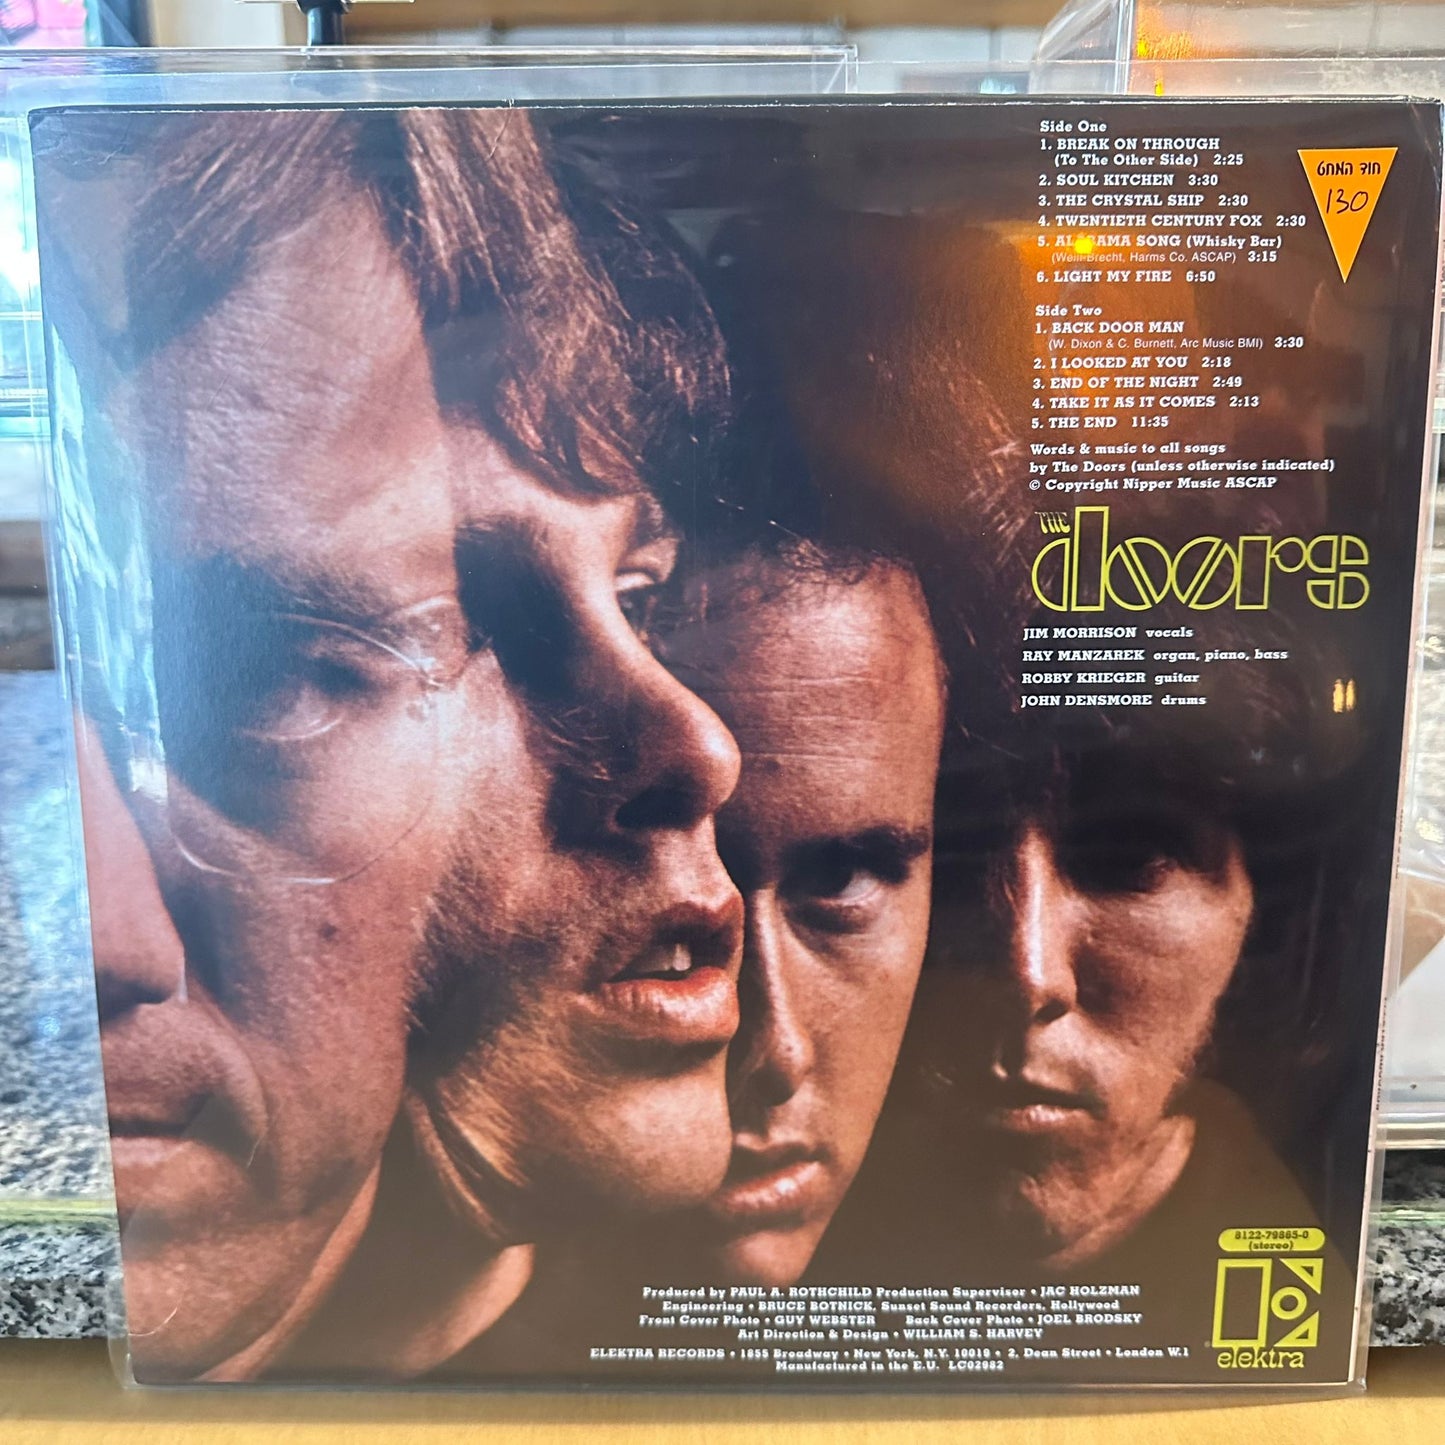 Side One
1. BREAK ON THROUGH
(To The Other Side) 2:25
2. SOUL KITCHEN 3:30
3. THE CRYSTAL SHIP 2:30
4. TWENTIETH CENTURY FOX 2:30
5. ALABAMA SONG (Whisky Bar)
(Weill-Brecht, Harms Co. ASCAP) 3:15
6. LIGHT MY FIRE 6:50
חוד המחט
130
Side Two
1. BACK DOOR MAN
(W. Dixon & C. Burnett, Arc Music BMI) 3:30
2. I LOOKED AT YOU 2:18
3. END OF THE NIGHT 2:49
4. TAKE IT AS IT COMES 2:13
5. THE END 11:35
Words & music to all songs
by The Doors (unless otherwise indicated)
© Copyright Nipper Music ASCAP
THE
doors
JIM MORRISON vocals
RAY MANZAREK organ, piano, bass
ROBBY KRIEGER guitar
JOHN DENSMORE drums
8122-79865-0
(stereo)
elektra
Produced by PAUL A. ROTHCHILD Production Supervisor • JAC HOLZMAN
Engineering • BRUCE BOTNICK, Sunset Sound Recorders, Hollywood
Front Cover Photo • GUY WEBSTER Back Cover Photo • JOEL BRODSKY
Art Direction & Design • WILLIAM S. HARVEY
ELEKTRA RECORDS • 1855 Broadway • New York, N.Y. 10019 • 2, Dean Street • London W.1
Manufactured in the E.U. LC02982